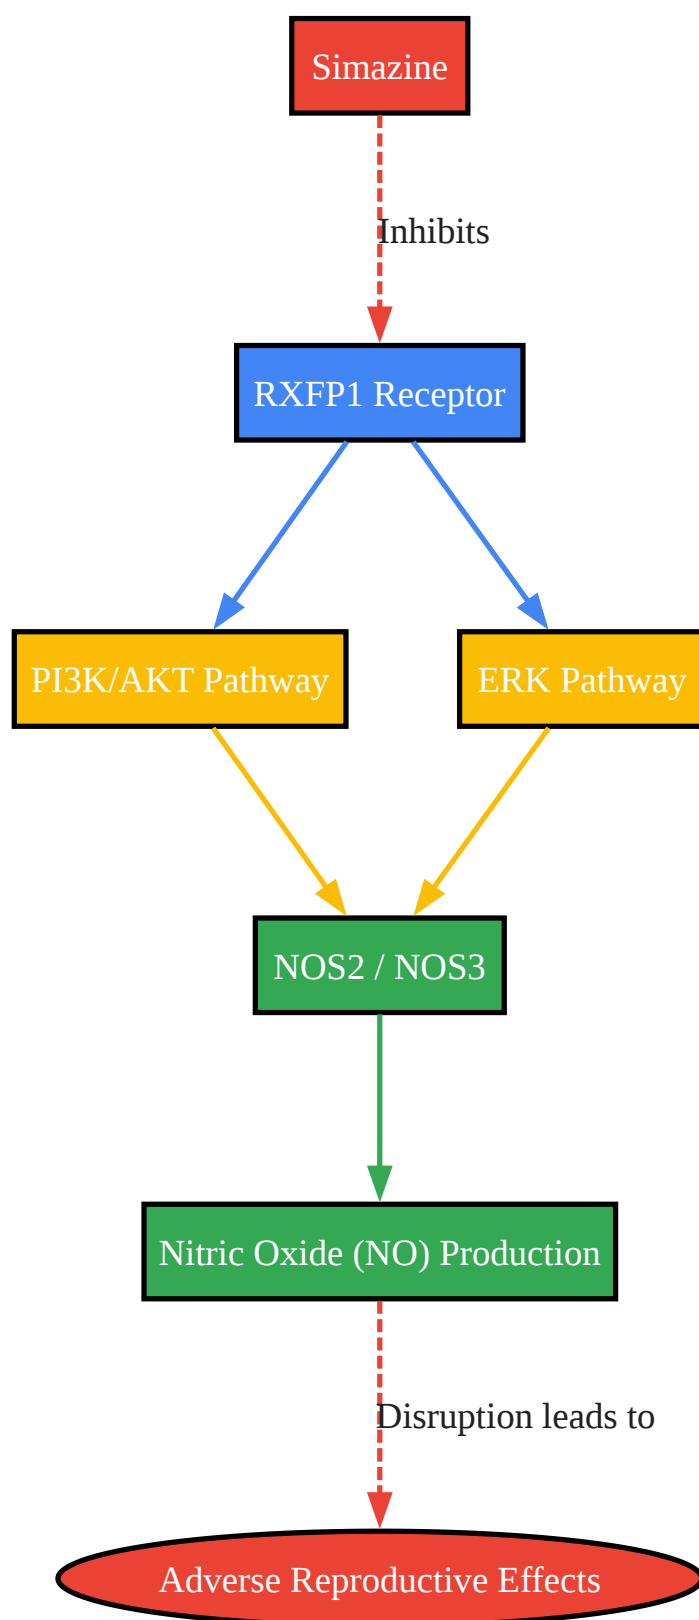 Simazine
Inhibits
RXFP1 Receptor
PI3K/AKT Pathway
ERK Pathway
NOS2 / NOS3
Nitric Oxide (NO) Production
Disruption leads to
Adverse Reproductive Effects